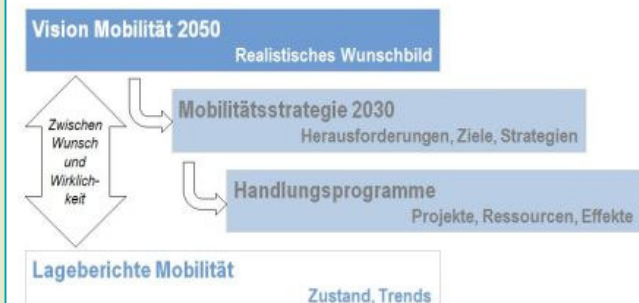 Vision Mobilität 2050
Realistisches Wunschbild
Zwischen
Wunsch
und
Wirklich-
keit
Mobilitätsstrategie 2030
Herausforderungen, Ziele, Strategien
Handlungsprogramme
Projekte, Ressourcen, Effekte
Lageberichte Mobilität
Zustand, Trends